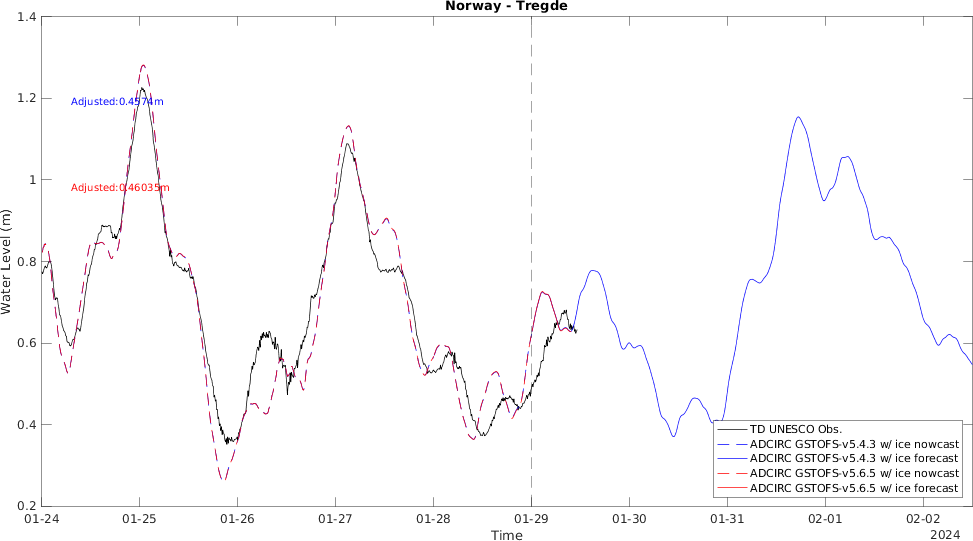 Norway - Tregde
1.4
1.2
1
0.8
0.6
0.4
0.2
Water Level (m)
Adjusted:0.4574m
Adjusted:0.46035m
TD UNESCO Obs.
ADCIRC GSTOFS-v5.4.3 w/ ice nowcast
ADCIRC GSTOFS-v5.4.3 w/ ice forecast
ADCIRC GSTOFS-v5.6.5 w/ ice nowcast
ADCIRC GSTOFS-v5.6.5 w/ ice forecast
01-24 01-25 01-26 01-27 01-28 01-29 01-30 01-31 02-01 02-02
Time
2024